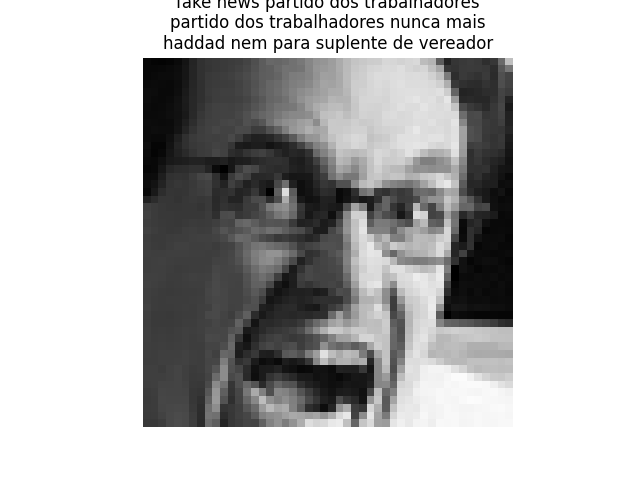 fake news partido dos trabalhadores
partido dos trabalhadores nunca mais
haddad nem para suplente de vereador